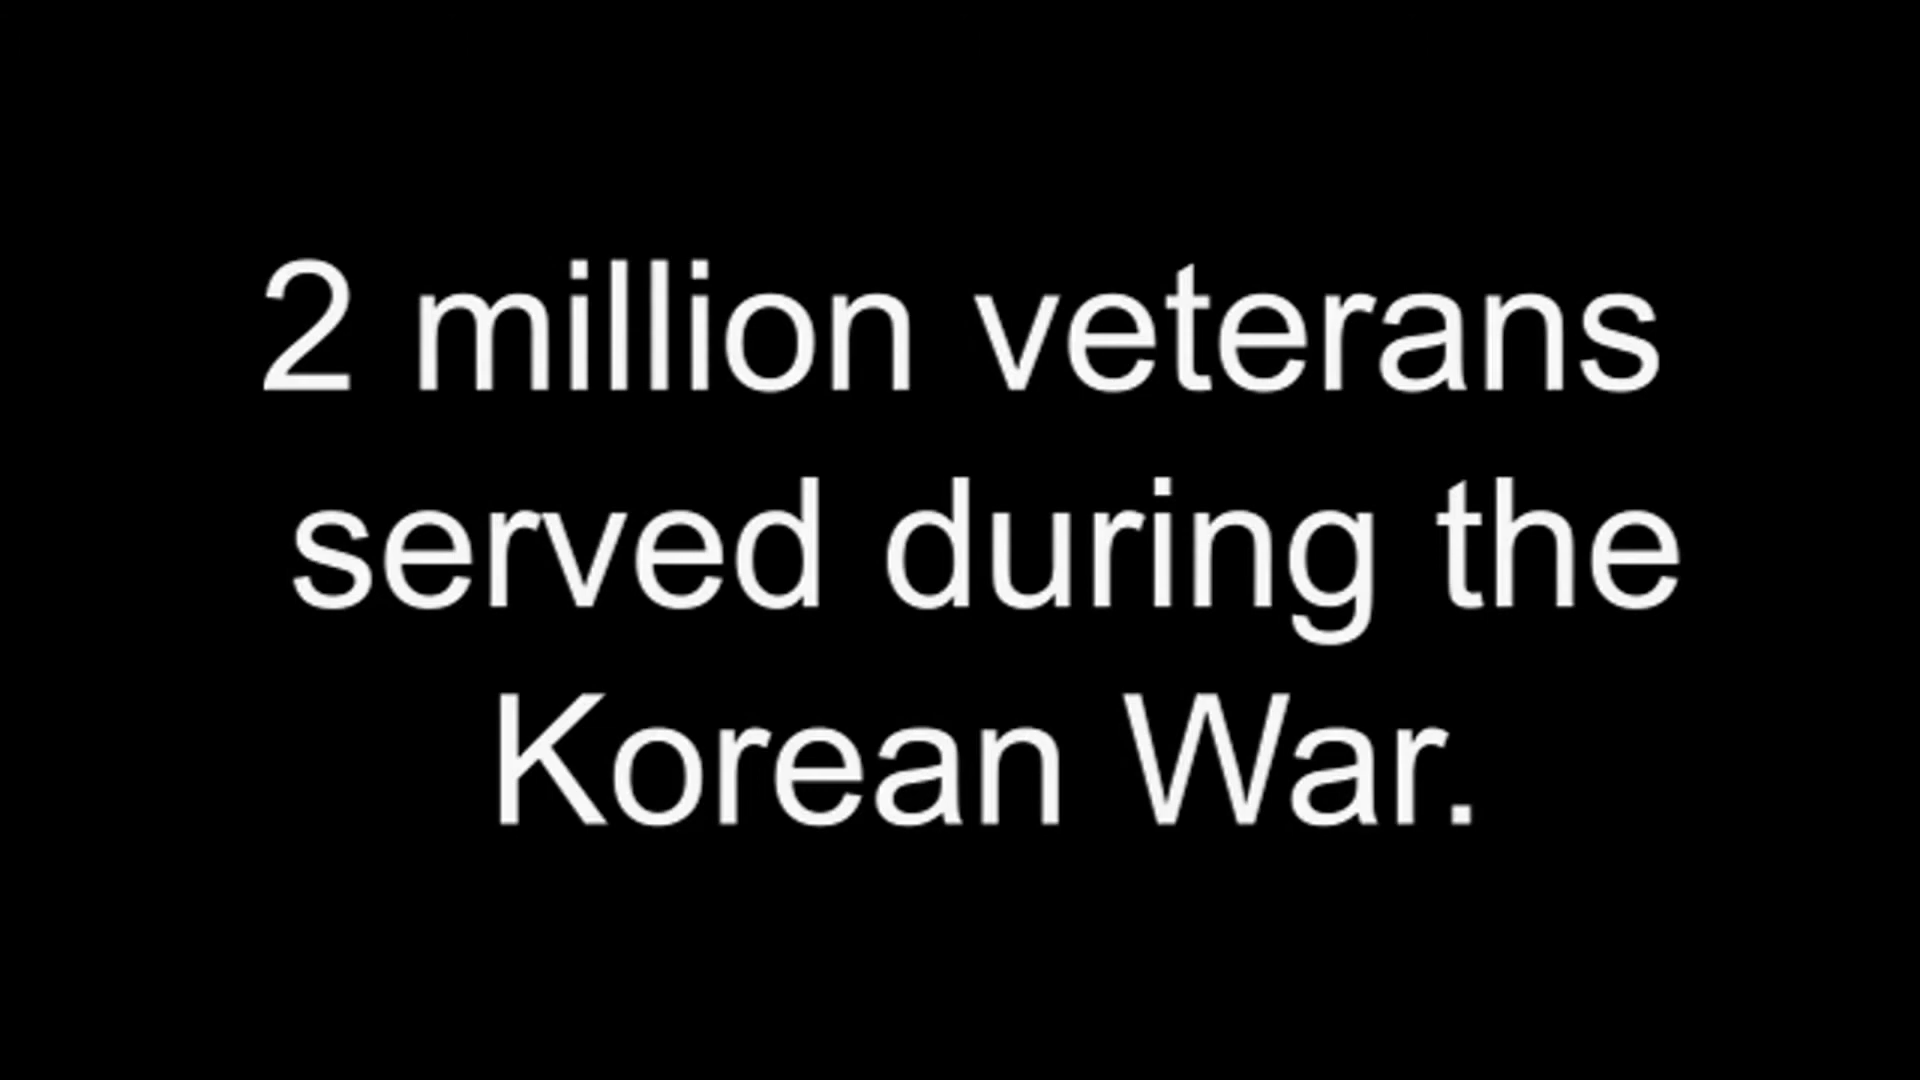 2 million veterans
served during the
Korean War.